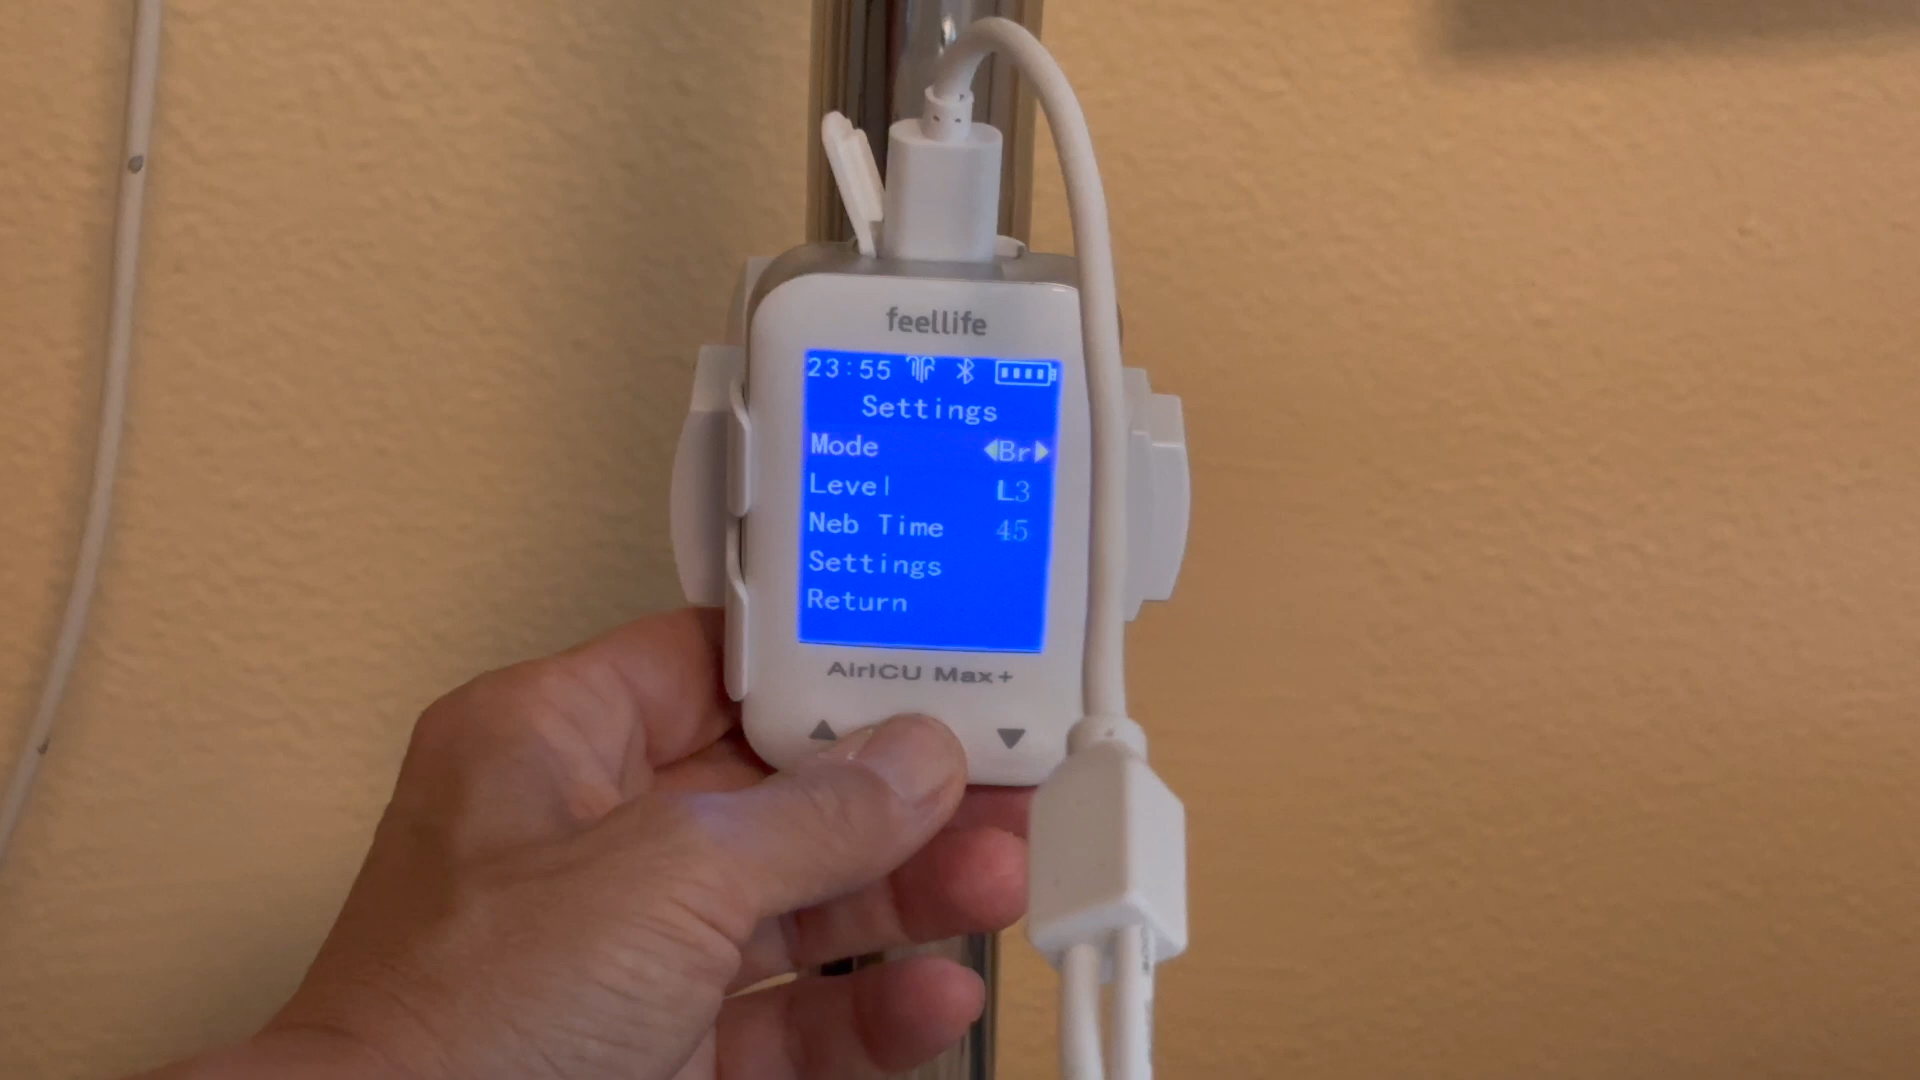 feellife
23:55
Settings
Mode ◀Br▶
Level L3
Neb Time 45
Settings
Return
AirICU Max+